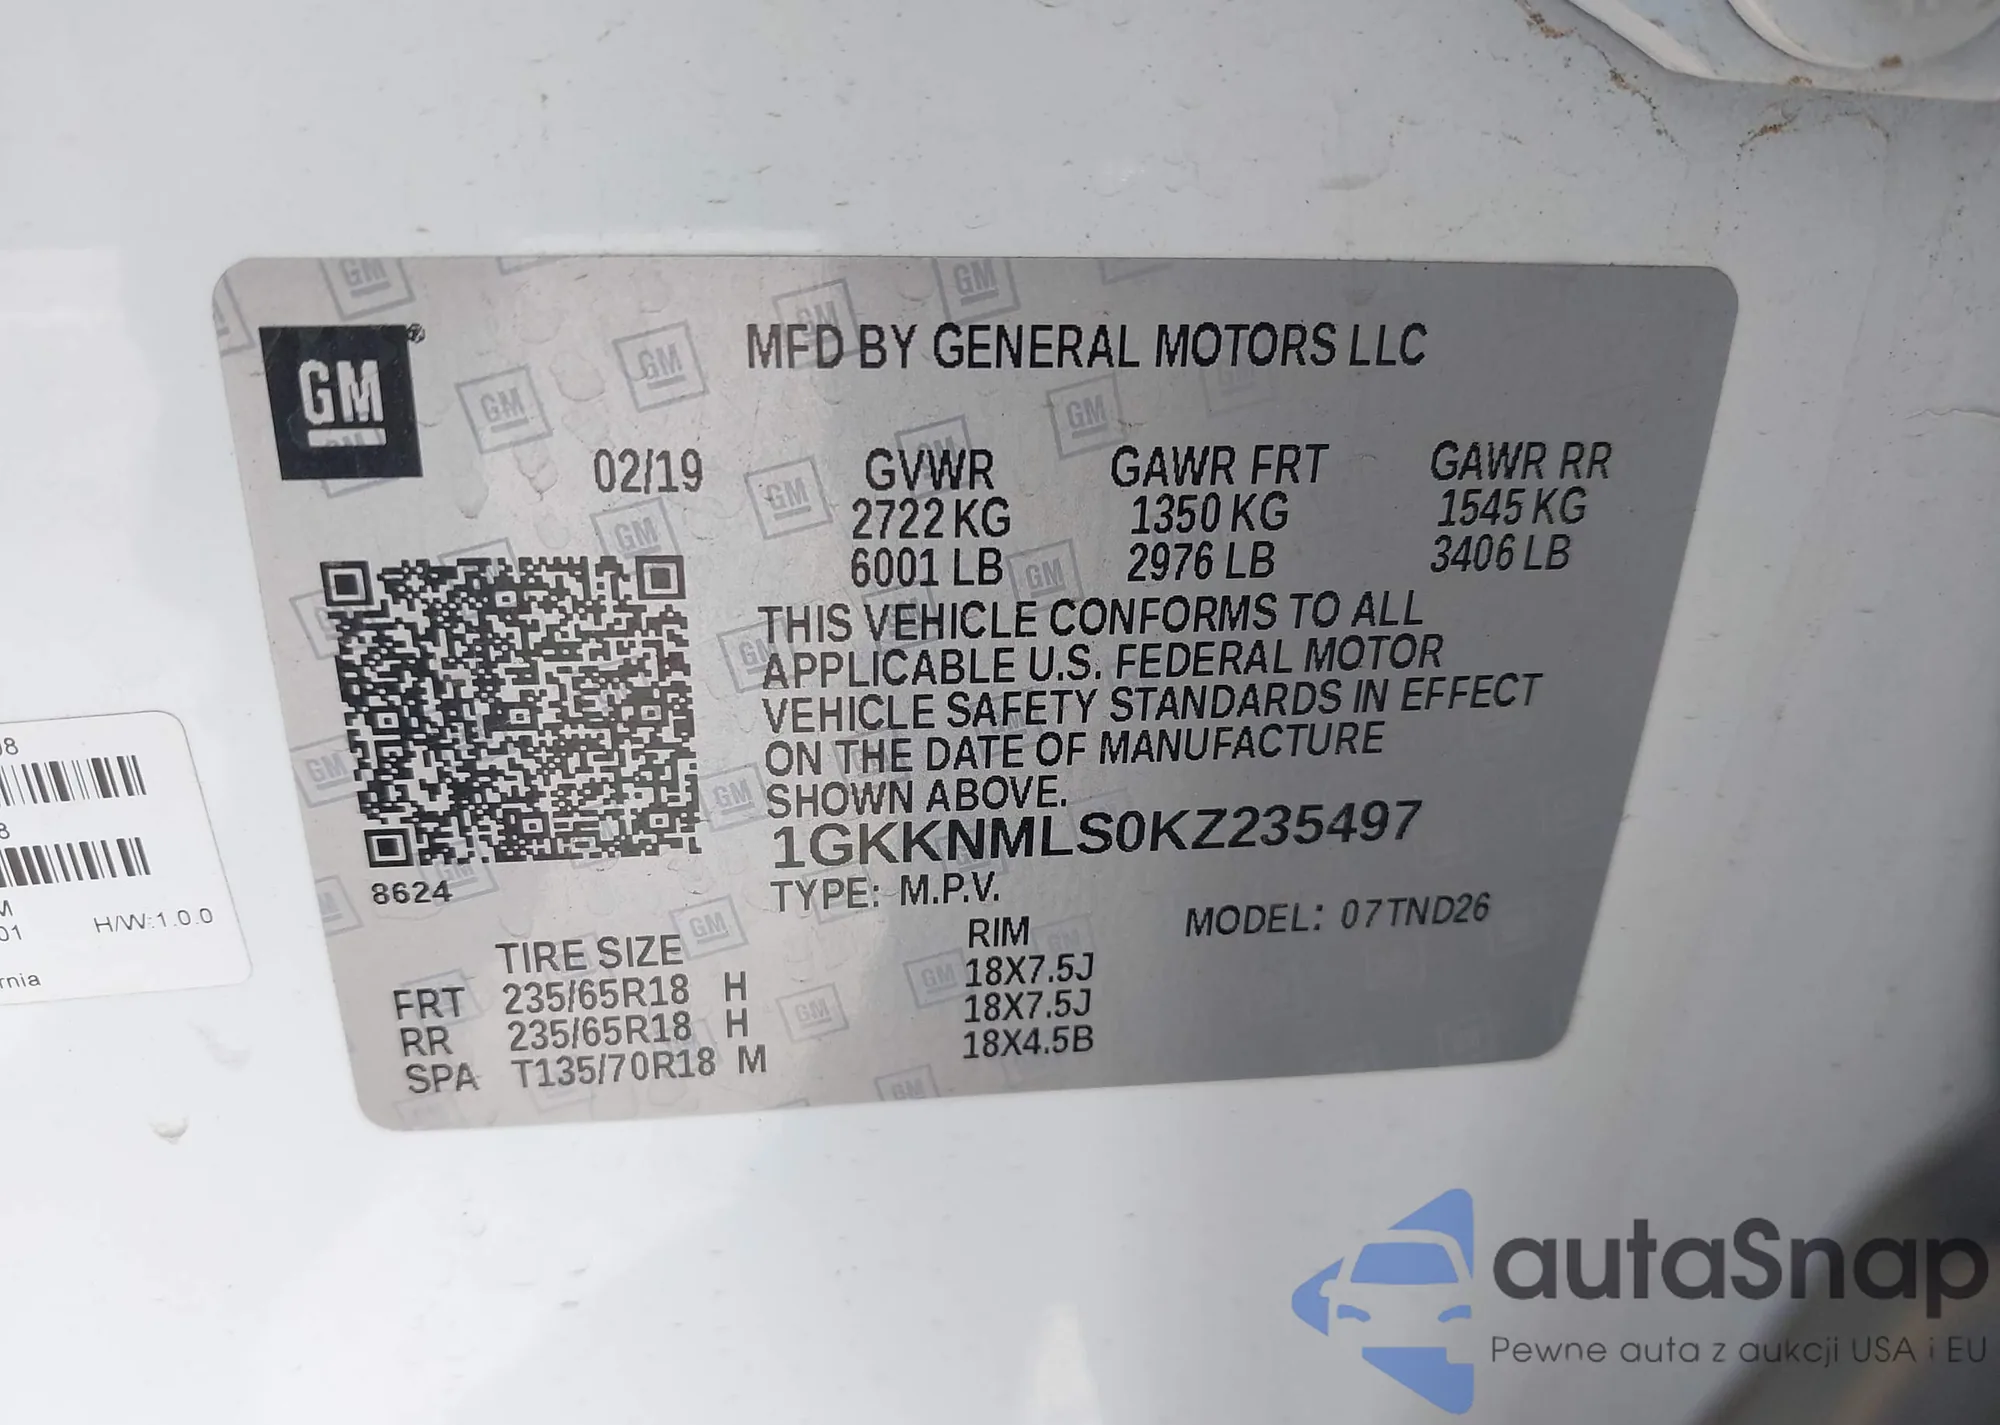 GM
MFD BY GENERAL MOTORS LLC
02/19
GVWR
2722 KG
6001 LB
GAWR FRT
1350 KG
2976 LB
GAWR RR
1545 KG
3406 LB
THIS VEHICLE CONFORMS TO ALL
APPLICABLE U.S. FEDERAL MOTOR
VEHICLE SAFETY STANDARDS IN EFFECT
ON THE DATE OF MANUFACTURE
SHOWN ABOVE.
1GKKNMLS0KZ235497
8624
TYPE: M.P.V.
MODEL: 07TND26
TIRE SIZE RIM
FRT 235/65R18 H 18X7.5J
RR 235/65R18 H 18X7.5J
SPA T135/70R18 M 18X4.5B
H/W:1.0.0
autaSnap
Pewne auta z aukcji USA i EU